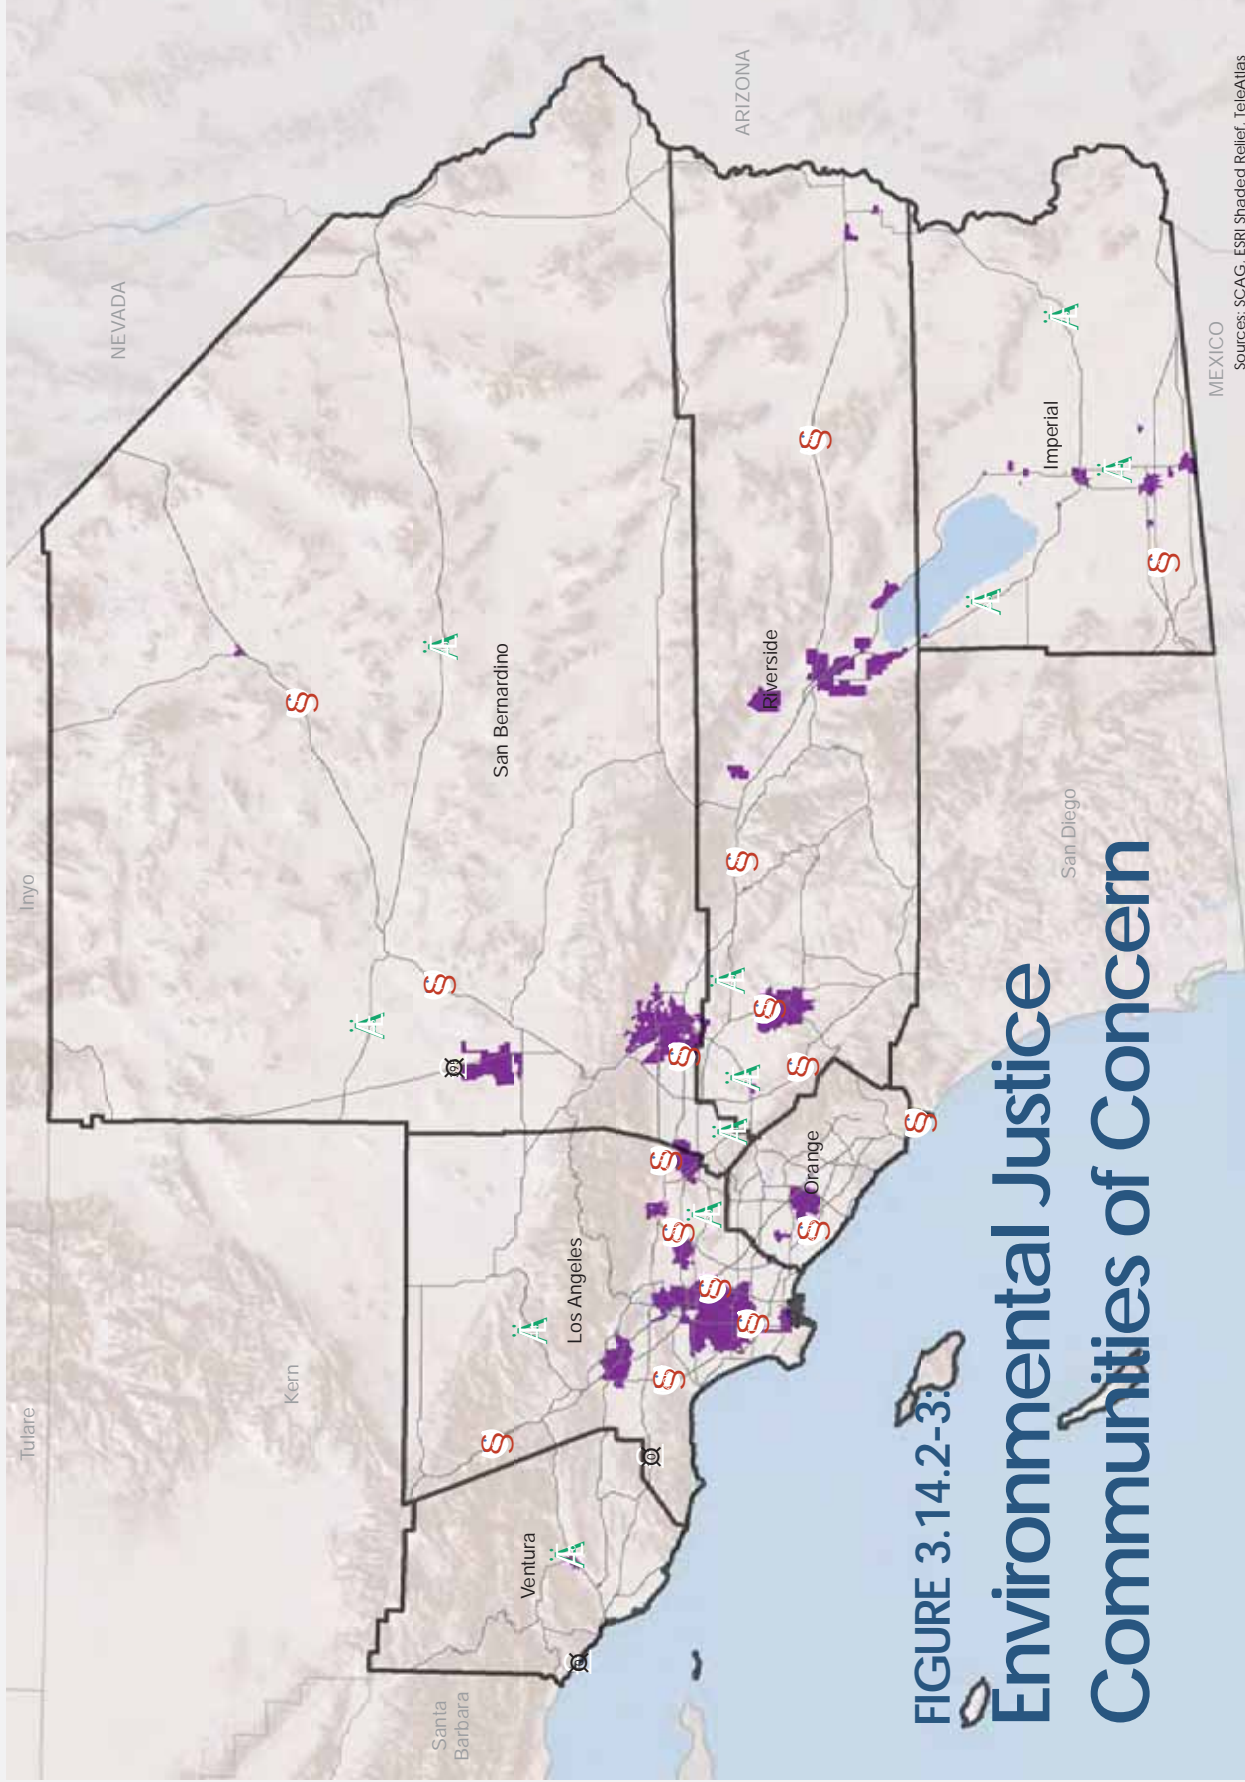 Tulare
Inyo
NEVADA
Kern
Santa
Barbara
San Bernardino
Ventura
Los Angeles
ARIZONA
Riverside
Orange
Imperial
San Diego
MEXICO
FIGURE 3.14.2-3:
Environmental Justice
Communities of Concern
Sources: SCAG, ESRI Shaded Relief, TeleAtlas